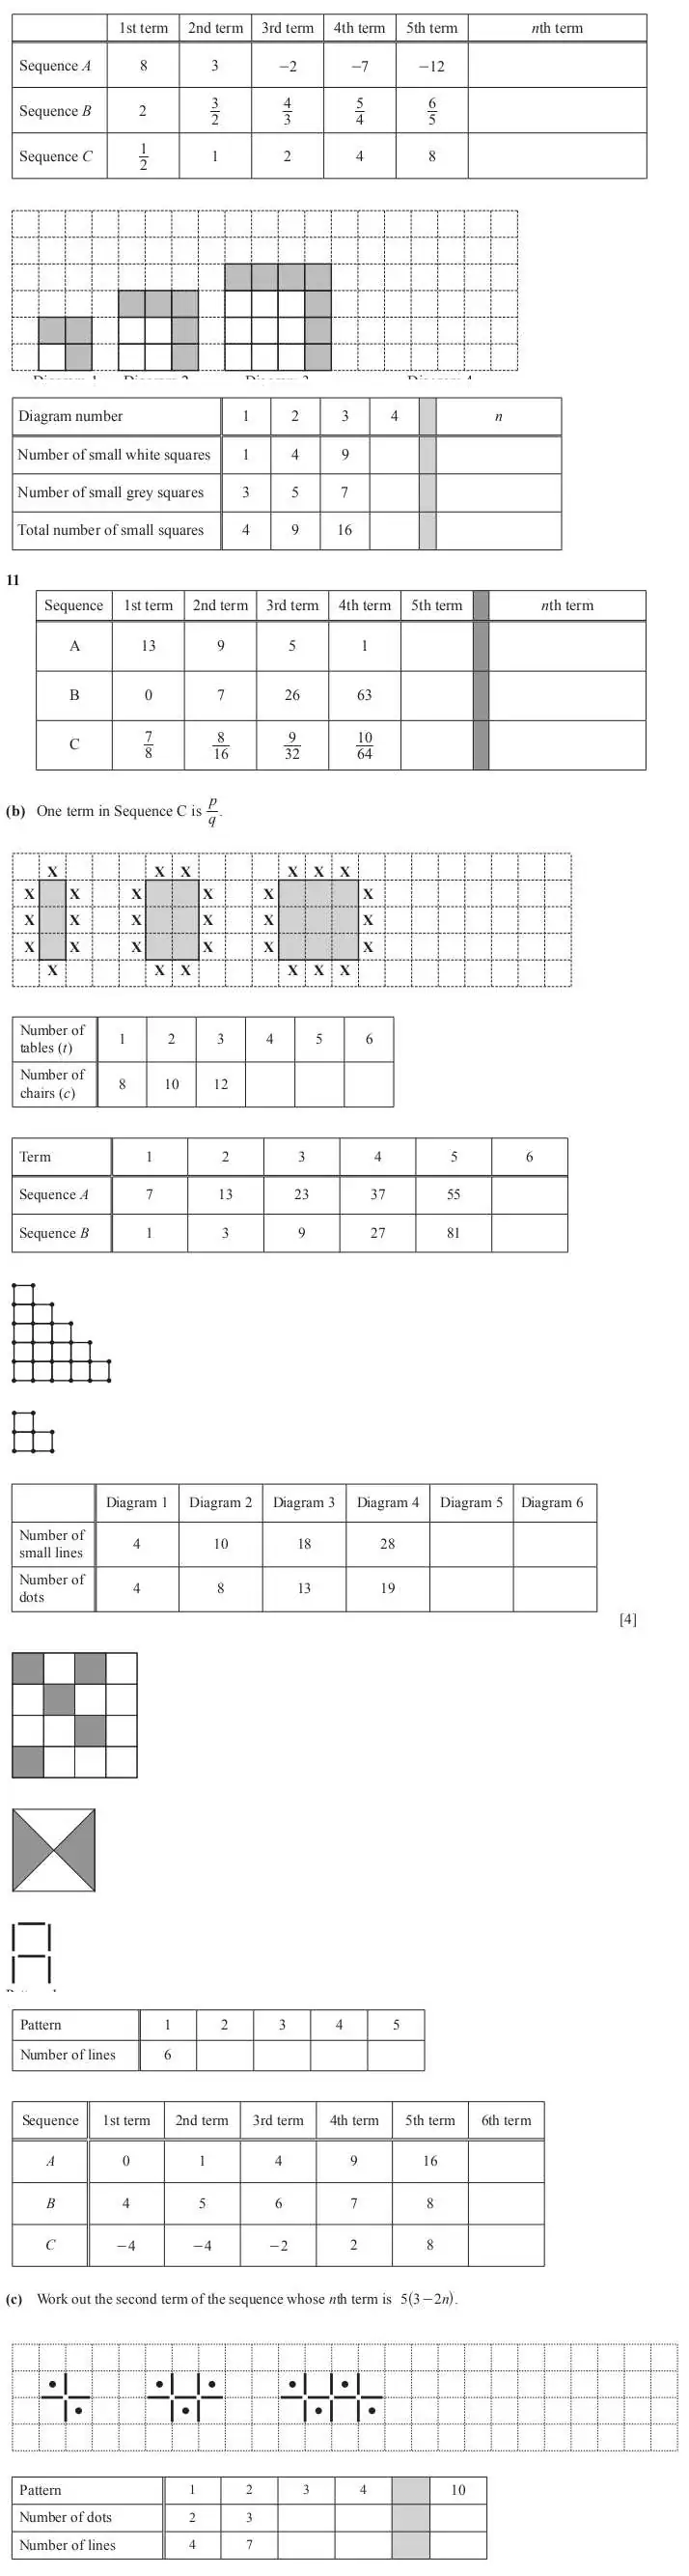 1st term 2nd term 3rd term 4th term 5th term nth term
Sequence A 8 3 −2 −7 −12
Sequence B 2 3/2 4/3 5/4 6/5
Sequence C 1/2 1 2 4 8
Diagram number 1 2 3 4 n
Number of small white squares 1 4 9
Number of small grey squares 3 5 7
Total number of small squares 4 9 16
11
Sequence 1st term 2nd term 3rd term 4th term 5th term nth term
A 13 9 5 1
B 0 7 26 63
C 7/8 8/16 9/32 10/64
(b) One term in Sequence C is p/q.
X X X X X X
X X X X X X
X X X X X X
X X X X X X
X X X X X X
Number of
tables (t) 1 2 3 4 5 6
Number of
chairs (c) 8 10 12
Term 1 2 3 4 5 6
Sequence A 7 13 23 37 55
Sequence B 1 3 9 27 81
Diagram 1 Diagram 2 Diagram 3 Diagram 4 Diagram 5 Diagram 6
Number of
small lines 4 10 18 28
Number of
dots 4 8 13 19
[4]
Pattern 1 2 3 4 5
Number of lines 6
Sequence 1st term 2nd term 3rd term 4th term 5th term 6th term
A 0 1 4 9 16
B 4 5 6 7 8
C −4 −4 −2 2 8
(c) Work out the second term of the sequence whose nth term is 5(3−2n).
Pattern 1 2 3 4 10
Number of dots 2 3
Number of lines 4 7